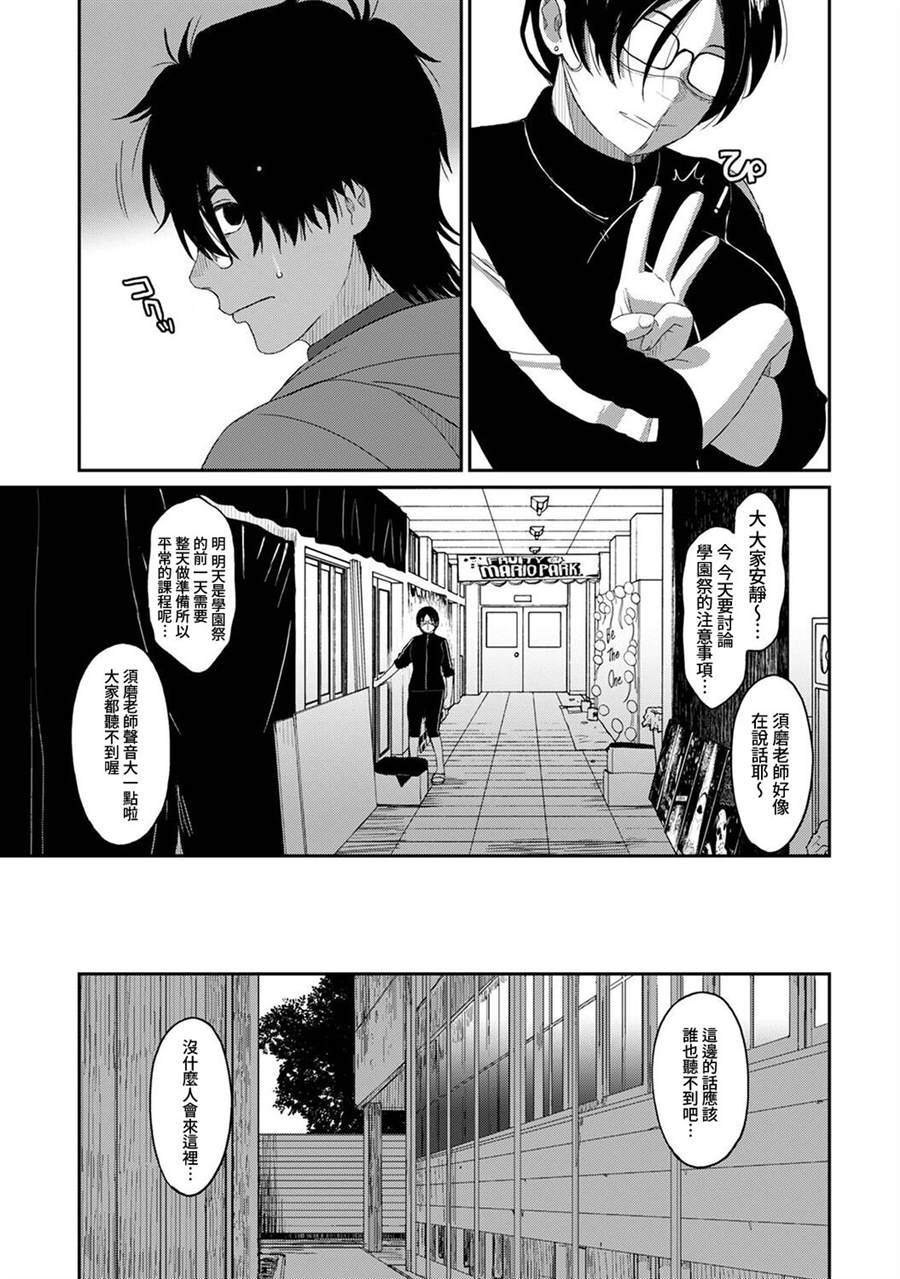 ぴっ
コクッ
大 大家安靜～…
今 今天要討論
學園祭的注意事項…
須磨老師好像
在說話耶～
FRUITY
MARIO PARK
Be
The
One
明 明天是學園祭
的前一天需要
整天做準備所以
平常的課程呢…
須磨老師聲音大一點啦
大家都聽不到喔
這邊的話應該
誰也聽不到吧…
沒什麼人會來這裡…